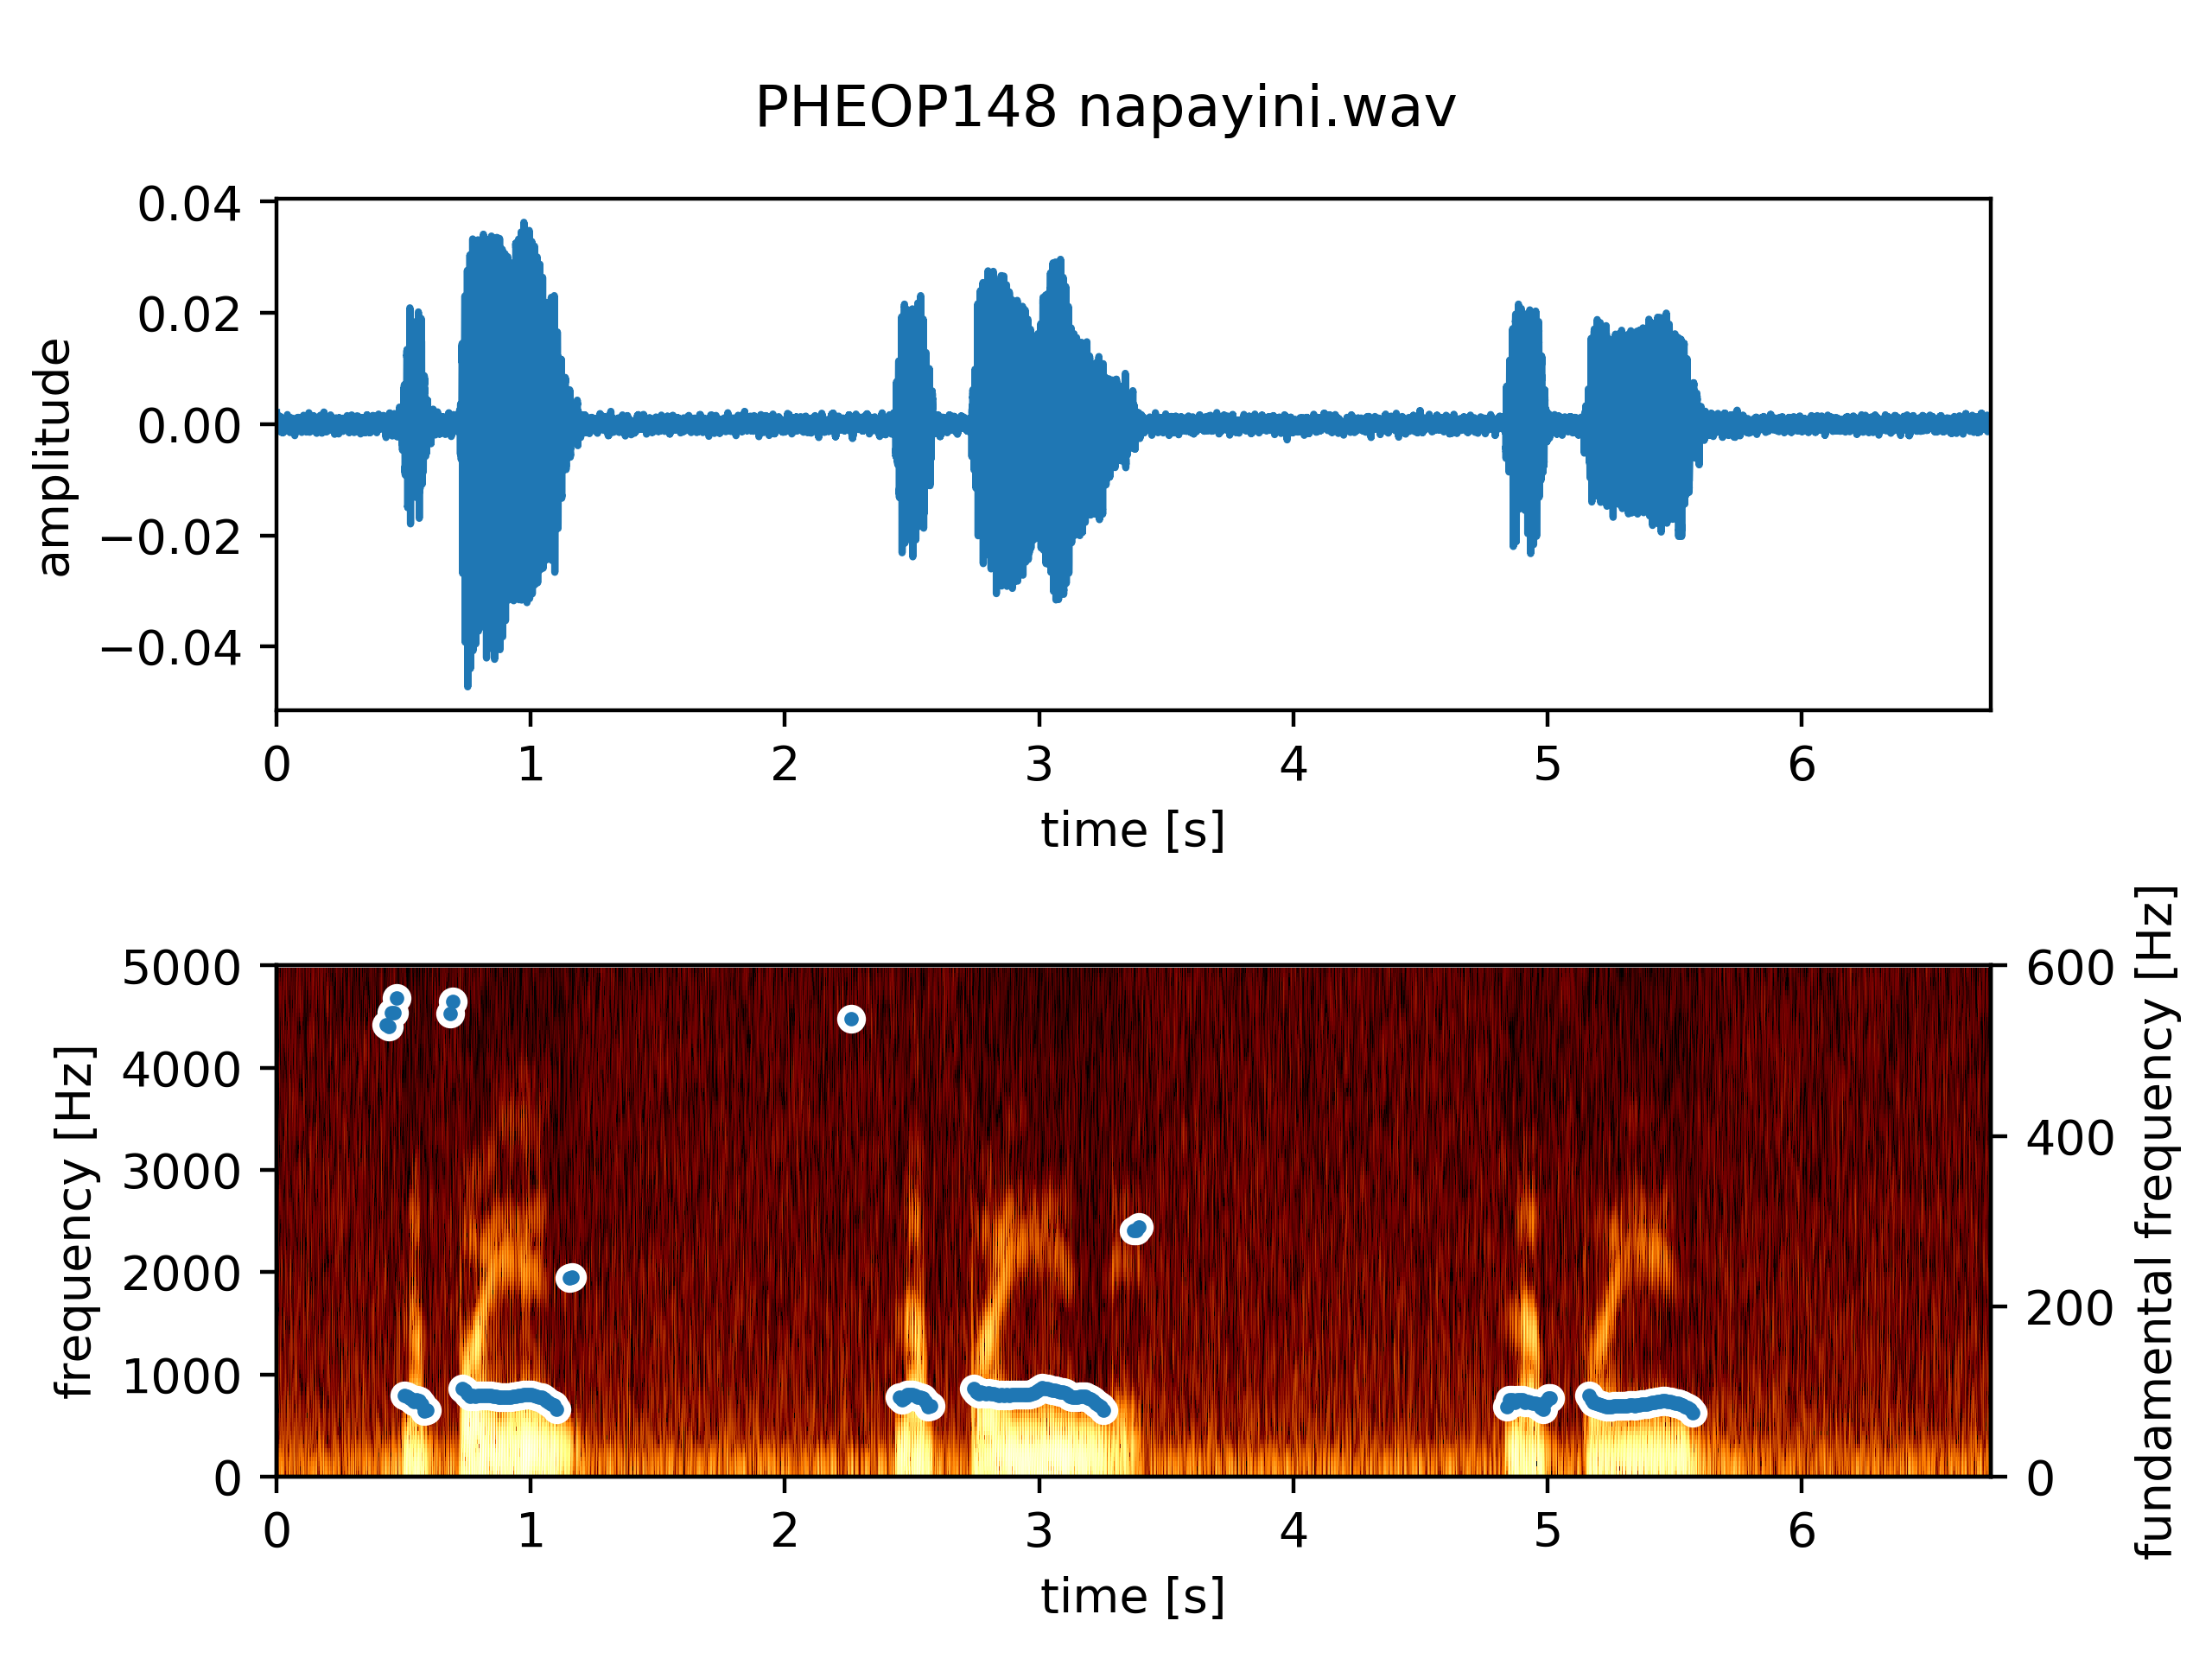 PHEOP148 napayini.wav
0.04
0.02
0.00
−0.02
−0.04
amplitude
0 1 2 3 4 5 6
time [s]
5000
4000
3000
2000
1000
0
frequency [Hz]
600
400
200
0
fundamental frequency [Hz]
0 1 2 3 4 5 6
time [s]